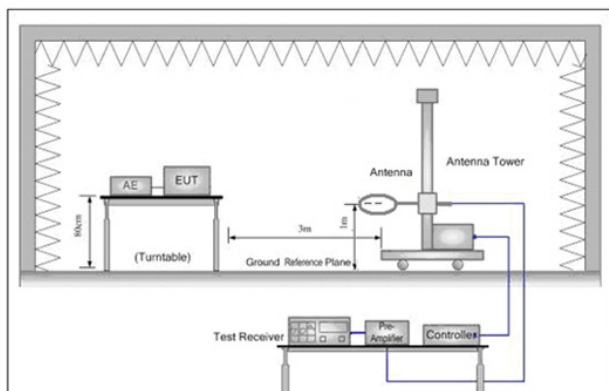 Antenna Tower
Antenna
AE
EUT
80cm
(Turntable)
3m
1m
Ground Reference Plane
Test Receiver
Pre-
Amplifier
Controller